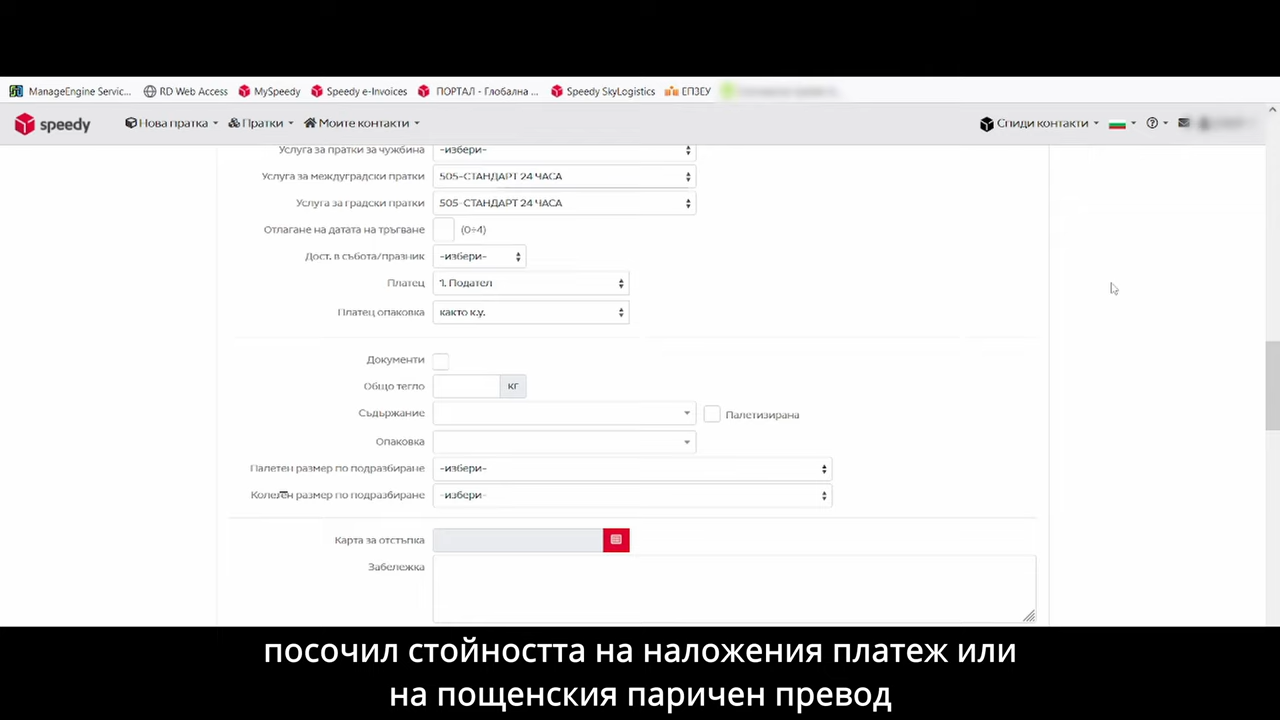 ManageEngine Servic... RD Web Access MySpeedy Speedy e-Invoices ПОРТАЛ - Глобална ... Speedy SkyLogistics ЕПЗЕУ
speedy Нова пратка Пратки Моите контакти Спиди контакти
Услуга за пратки за чужбина -избери-
Услуга за междуградски пратки 505-СТАНДАРТ 24 ЧАСА
Услуга за градски пратки 505-СТАНДАРТ 24 ЧАСА
Отлагане на датата на тръгване (0÷4)
Дост. в събота/празник -избери-
Платец 1. Подател
Платец опаковка както к.у.
Документи
Общо тегло кг
Съдържание Палетизирана
Опаковка
Палетен размер по подразбиране -избери-
Колетен размер по подразбиране -избери-
Карта за отстъпка
Забележка
посочил стойността на наложения платеж или
на пощенския паричен превод